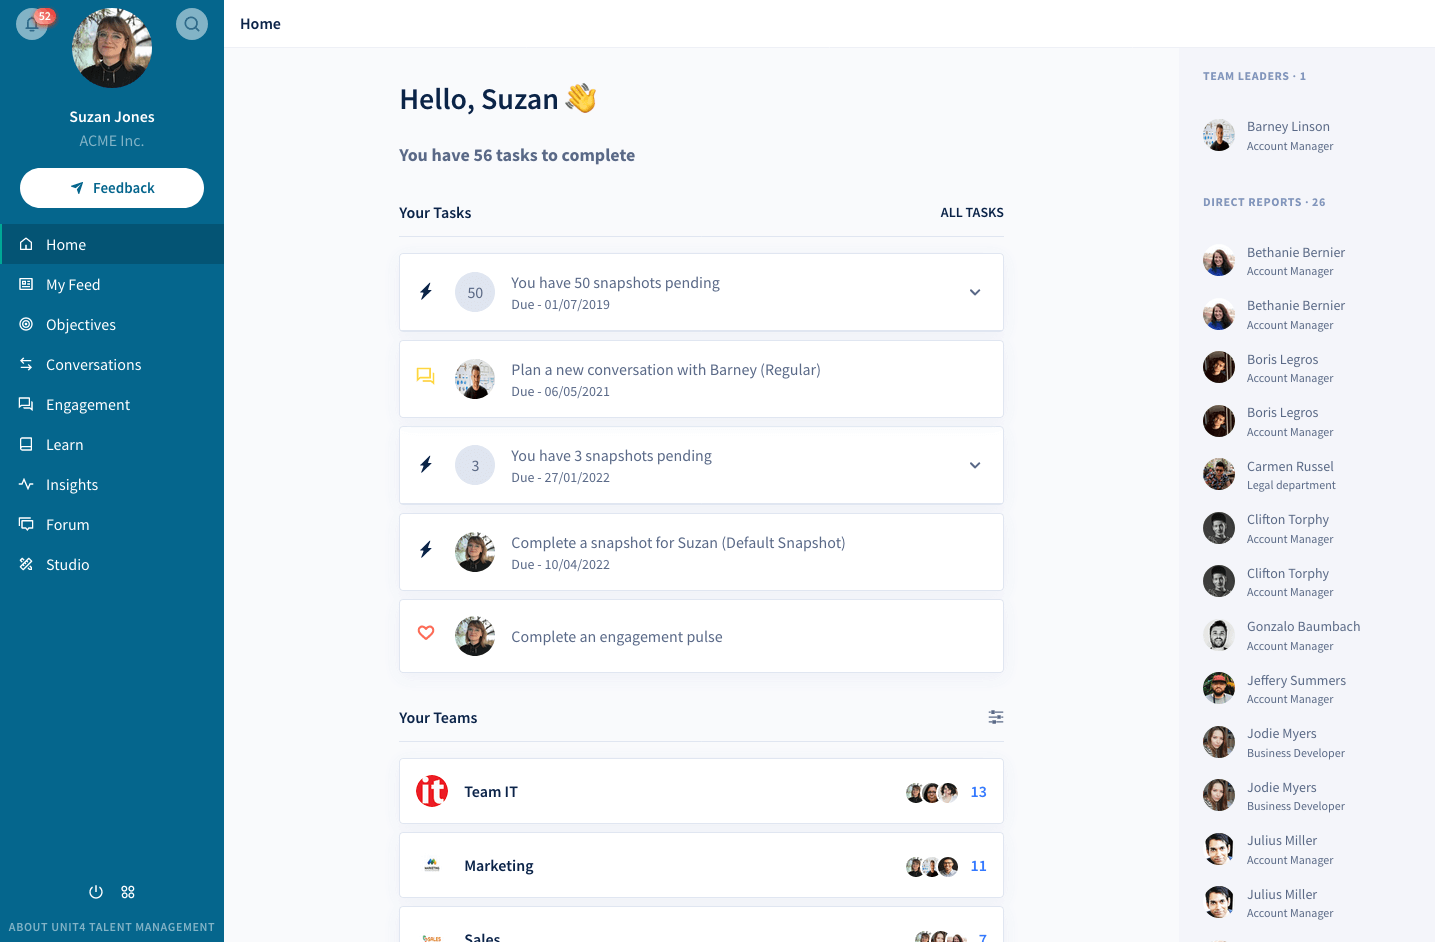 52
Suzan Jones
ACME Inc.
Feedback
Home
My Feed
Objectives
Conversations
Engagement
Learn
Insights
Forum
Studio
ABOUT UNIT4 TALENT MANAGEMENT
Home
Hello, Suzan
You have 56 tasks to complete
Your Tasks
ALL TASKS
50
You have 50 snapshots pending
Due - 01/07/2019
Plan a new conversation with Barney (Regular)
Due - 06/05/2021
3
You have 3 snapshots pending
Due - 27/01/2022
Complete a snapshot for Suzan (Default Snapshot)
Due - 10/04/2022
Complete an engagement pulse
Your Teams
it
Team IT
13
MARKETING
Marketing
11
SALES
Sales
7
TEAM LEADERS · 1
Barney Linson
Account Manager
DIRECT REPORTS · 26
Bethanie Bernier
Account Manager
Bethanie Bernier
Account Manager
Boris Legros
Account Manager
Boris Legros
Account Manager
Carmen Russel
Legal department
Clifton Torphy
Account Manager
Clifton Torphy
Account Manager
Gonzalo Baumbach
Account Manager
Jeffery Summers
Account Manager
Jodie Myers
Business Developer
Jodie Myers
Business Developer
Julius Miller
Account Manager
Julius Miller
Account Manager